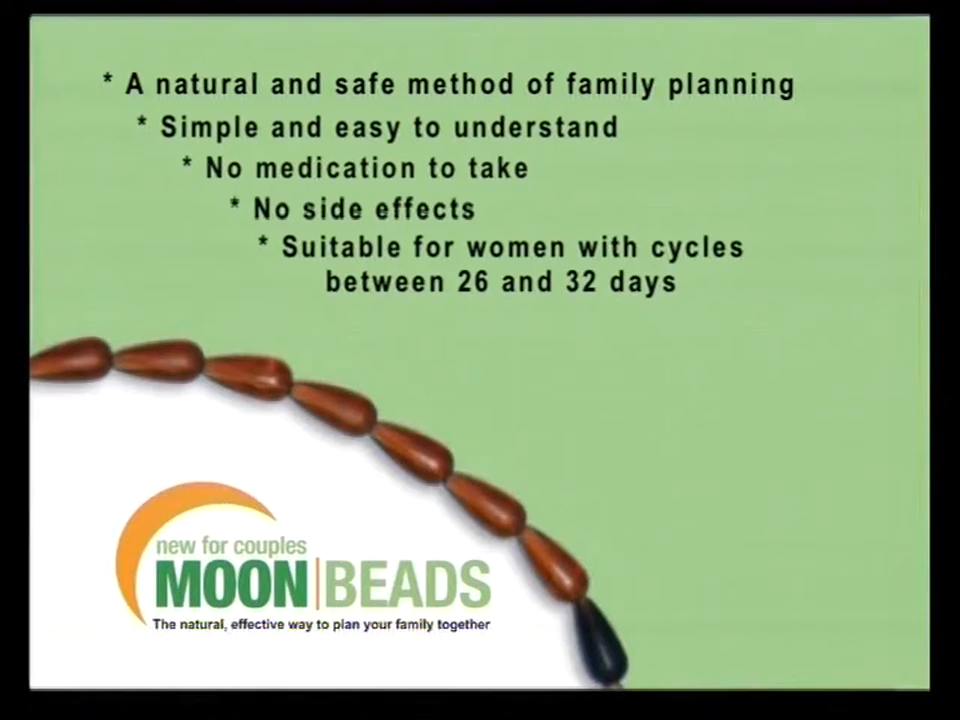 * A natural and safe method of family planning
* Simple and easy to understand
* No medication to take
* No side effects
* Suitable for women with cycles
between 26 and 32 days
new for couples
MOON|BEADS
The natural, effective way to plan your family together